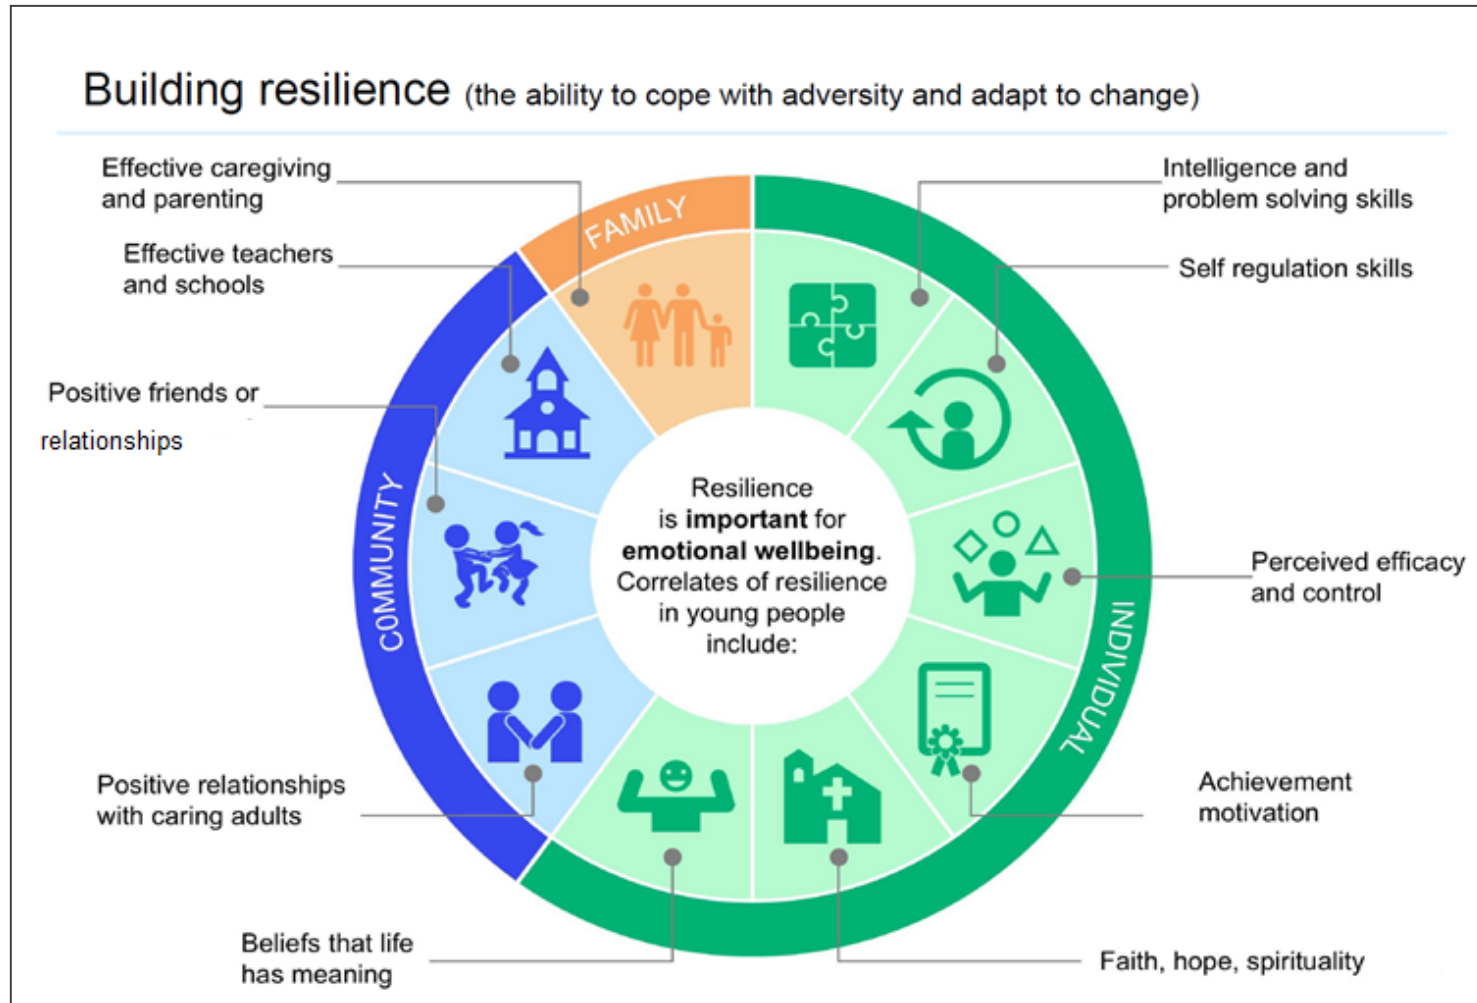 Building resilience (the ability to cope with adversity and adapt to change)
Effective caregiving
and parenting
Effective teachers
and schools
Positive friends or
relationships
Positive relationships
with caring adults
Beliefs that life
has meaning
FAMILY
COMMUNITY
INDIVIDUAL
Resilience
is important for
emotional wellbeing.
Correlates of resilience
in young people
include:
Intelligence and
problem solving skills
Self regulation skills
Perceived efficacy
and control
Achievement
motivation
Faith, hope, spirituality